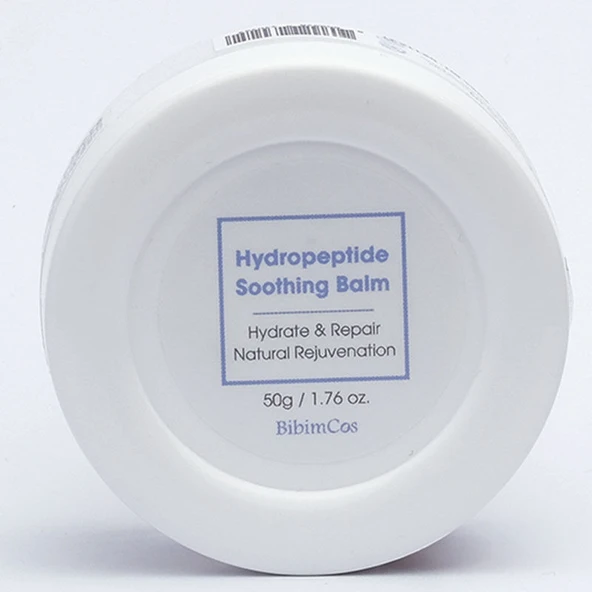 Hydropeptide
Soothing Balm
Hydrate & Repair
Natural Rejuvenation
50g / 1.76 oz.
BibimCos